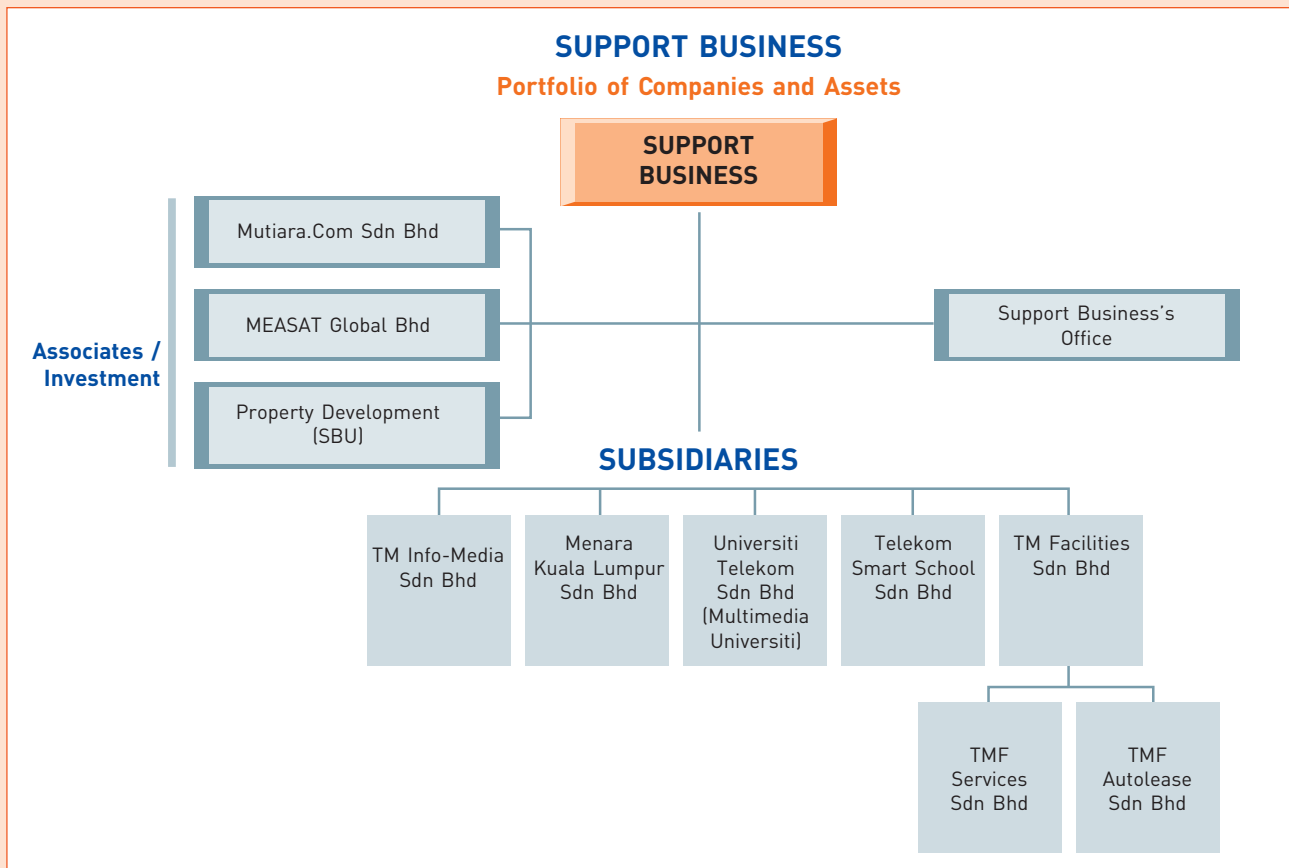 SUPPORT BUSINESS
Portfolio of Companies and Assets
SUPPORT
BUSINESS
Associates /
Investment
Mutiara.Com Sdn Bhd
MEASAT Global Bhd
Property Development
(SBU)
Support Business's
Office
SUBSIDIARIES
TM Info-Media
Sdn Bhd
Menara
Kuala Lumpur
Sdn Bhd
Universiti
Telekom
Sdn Bhd
(Multimedia
Universiti)
Telekom
Smart School
Sdn Bhd
TM Facilities
Sdn Bhd
TMF
Services
Sdn Bhd
TMF
Autolease
Sdn Bhd